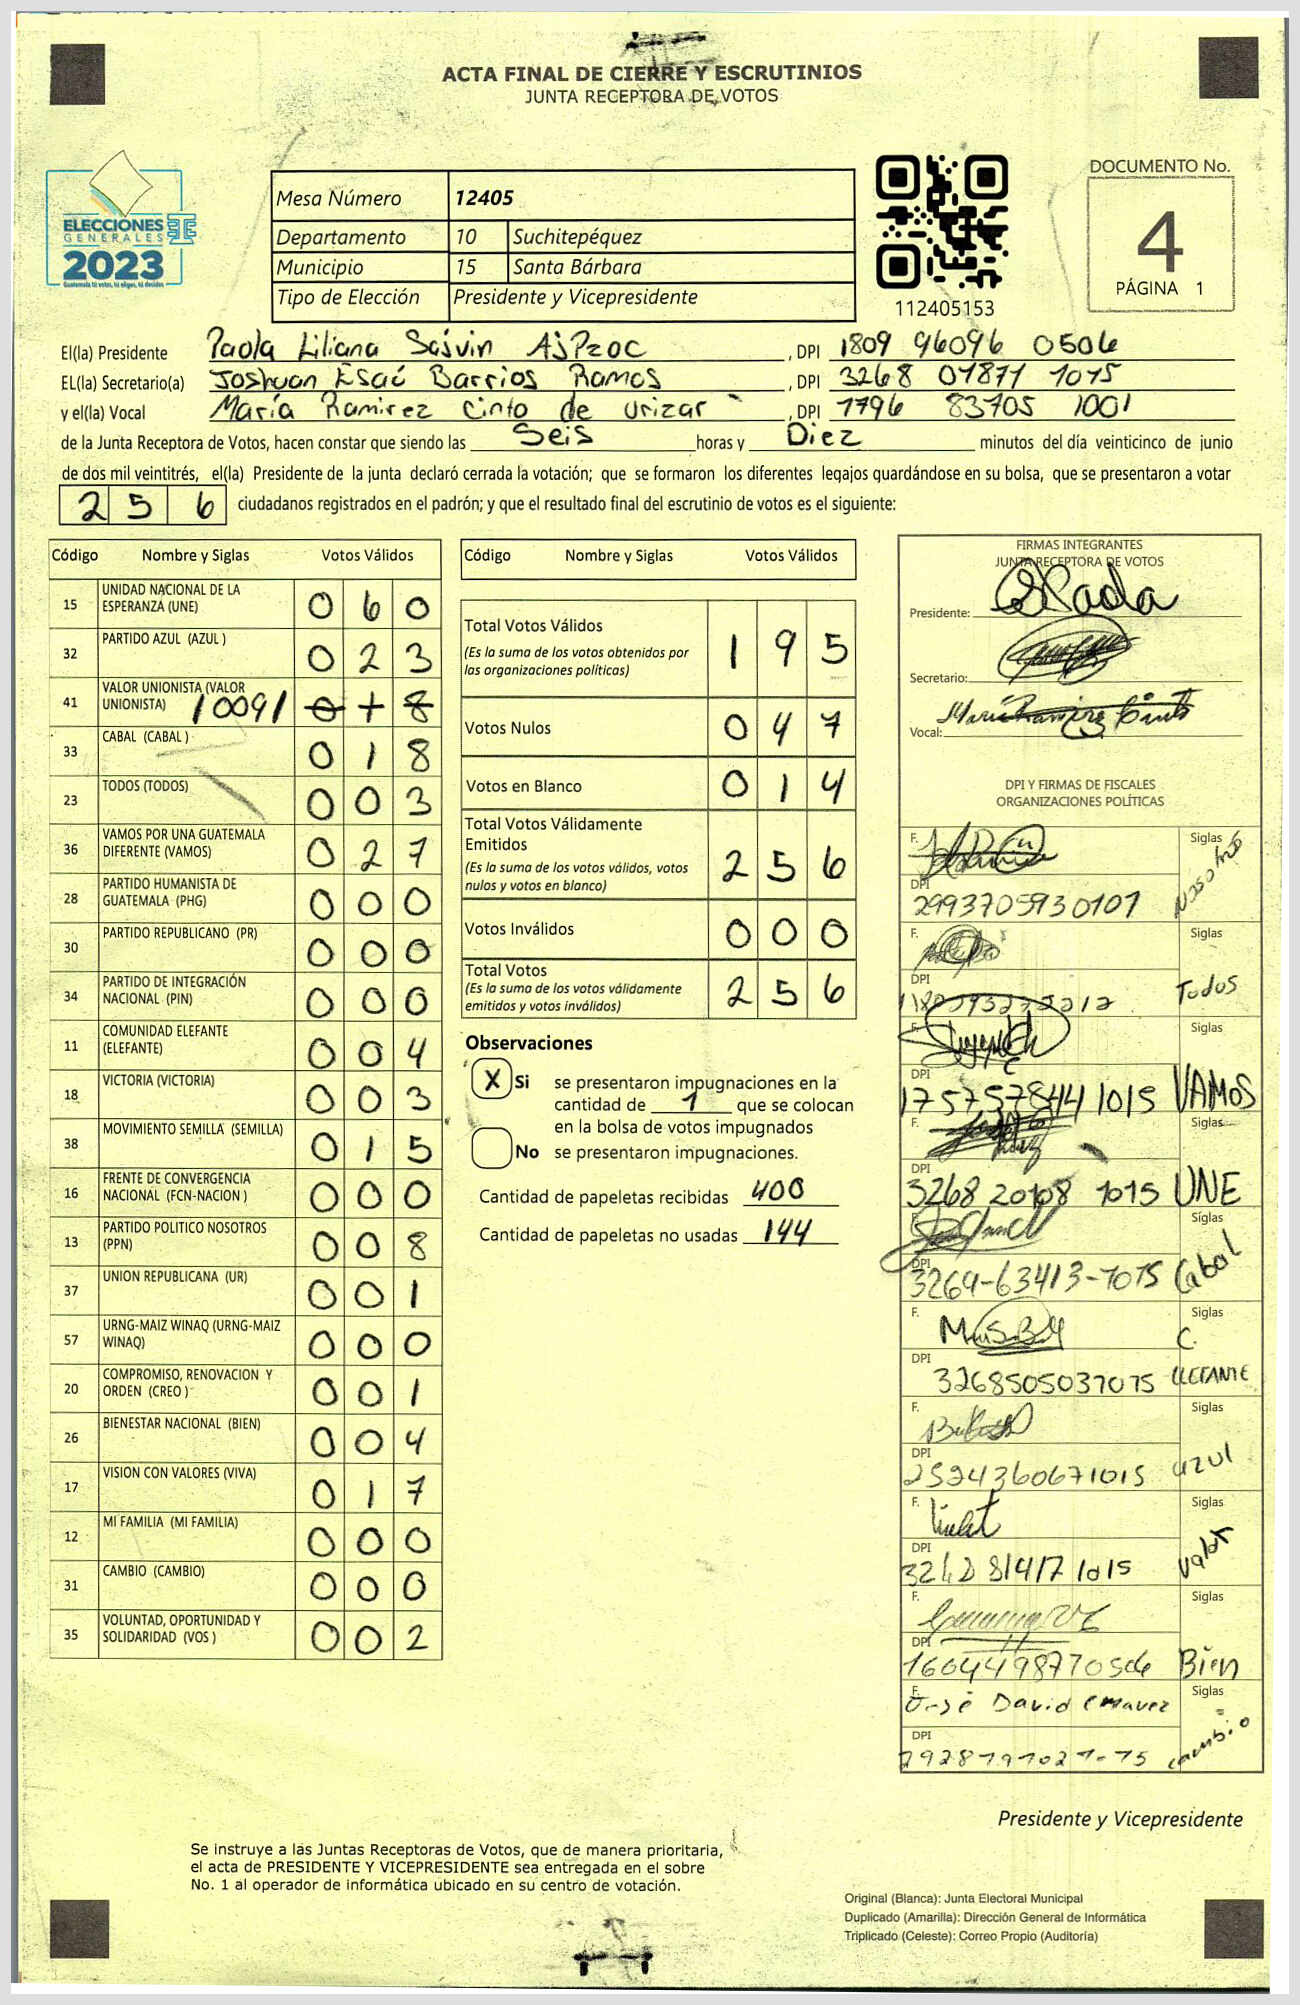 ACTA FINAL DE CIERRE Y ESCRUTINIOS
JUNTA RECEPTORA DE VOTOS
DOCUMENTO No.
4
PÁGINA 1
ELECCIONES
GENERALES
2023
Guatemala tú votas, tú eliges, tú decides
Mesa Número 12405
Departamento 10 Suchitepéquez
Municipio 15 Santa Bárbara
Tipo de Elección Presidente y Vicepresidente
112405153
El(la) Presidente Paola Liliana Sajvin Ajpzoc, DPI 1809 96096 0506
EL(la) Secretario(a) Joshuan Esaú Barrios Ramos, DPI 3268 01871 1015
y el(la) Vocal María Ramirez cinto de urizar, DPI 1796 83705 1001
de la Junta Receptora de Votos, hacen constar que siendo las Seis horas y Diez minutos del día veinticinco de junio
de dos mil veintitrés, el(la) Presidente de la junta declaró cerrada la votación; que se formaron los diferentes legajos guardándose en su bolsa, que se presentaron a votar
2 5 6 ciudadanos registrados en el padrón; y que el resultado final del escrutinio de votos es el siguiente:
Código Nombre y Siglas Votos Válidos
15 UNIDAD NACIONAL DE LA ESPERANZA (UNE) 0 6 0
32 PARTIDO AZUL (AZUL ) 0 2 3
41 VALOR UNIONISTA (VALOR UNIONISTA) 10091 0 1 8
33 CABAL (CABAL ) 0 1 8
23 TODOS (TODOS) 0 0 3
36 VAMOS POR UNA GUATEMALA DIFERENTE (VAMOS) 0 2 7
28 PARTIDO HUMANISTA DE GUATEMALA (PHG) 0 0 0
30 PARTIDO REPUBLICANO (PR) 0 0 0
34 PARTIDO DE INTEGRACIÓN NACIONAL (PIN) 0 0 0
11 COMUNIDAD ELEFANTE (ELEFANTE) 0 0 4
18 VICTORIA (VICTORIA) 0 0 3
38 MOVIMIENTO SEMILLA (SEMILLA) 0 1 5
16 FRENTE DE CONVERGENCIA NACIONAL (FCN-NACION ) 0 0 0
13 PARTIDO POLITICO NOSOTROS (PPN) 0 0 8
37 UNION REPUBLICANA (UR) 0 0 1
57 URNG-MAIZ WINAQ (URNG-MAIZ WINAQ) 0 0 0
20 COMPROMISO, RENOVACION Y ORDEN (CREO ) 0 0 1
26 BIENESTAR NACIONAL (BIEN) 0 0 4
17 VISION CON VALORES (VIVA) 0 1 7
12 MI FAMILIA (MI FAMILIA) 0 0 0
31 CAMBIO (CAMBIO) 0 0 0
35 VOLUNTAD, OPORTUNIDAD Y SOLIDARIDAD (VOS ) 0 0 2
Código Nombre y Siglas Votos Válidos
Total Votos Válidos 1 9 5
(Es la suma de los votos obtenidos por
las organizaciones políticas)
Votos Nulos 0 4 7
Votos en Blanco 0 1 4
Total Votos Válidamente
Emitidos 2 5 6
(Es la suma de los votos válidos, votos
nulos y votos en blanco)
Votos Inválidos 0 0 0
Total Votos 2 5 6
(Es la suma de los votos válidamente
emitidos y votos inválidos)
Observaciones
X Si se presentaron impugnaciones en la
cantidad de 1 que se colocan
en la bolsa de votos impugnados
No se presentaron impugnaciones.
Cantidad de papeletas recibidas 400
Cantidad de papeletas no usadas 144
FIRMAS INTEGRANTES
JUNTA RECEPTORA DE VOTOS
Presidente:
Secretario:
Vocal: María Ramirez Cinto
DPI Y FIRMAS DE FISCALES
ORGANIZACIONES POLÍTICAS
F. Siglas
DPI 2993705930101 Nosotros
F. Siglas
DPI Todos
F. Siglas
DPI 1757578441015 VAMOS
F. Siglas
DPI 3268 20108 1015 UNE
F. Siglas
DPI 3269-63413-1015 Cabal
F. Siglas
DPI 3268505031015 C. ELEFANTE
F. Siglas
DPI 2524360671015 azul
F. Siglas
DPI Valor
F. Siglas
DPI 1604498770506 Bien
F. José David Chavez Siglas
DPI cambio
Presidente y Vicepresidente
Se instruye a las Juntas Receptoras de Votos, que de manera prioritaria,
el acta de PRESIDENTE Y VICEPRESIDENTE sea entregada en el sobre
No. 1 al operador de informática ubicado en su centro de votación.
Original (Blanca): Junta Electoral Municipal
Duplicado (Amarilla): Dirección General de Informática
Triplicado (Celeste): Correo Propio (Auditoría)